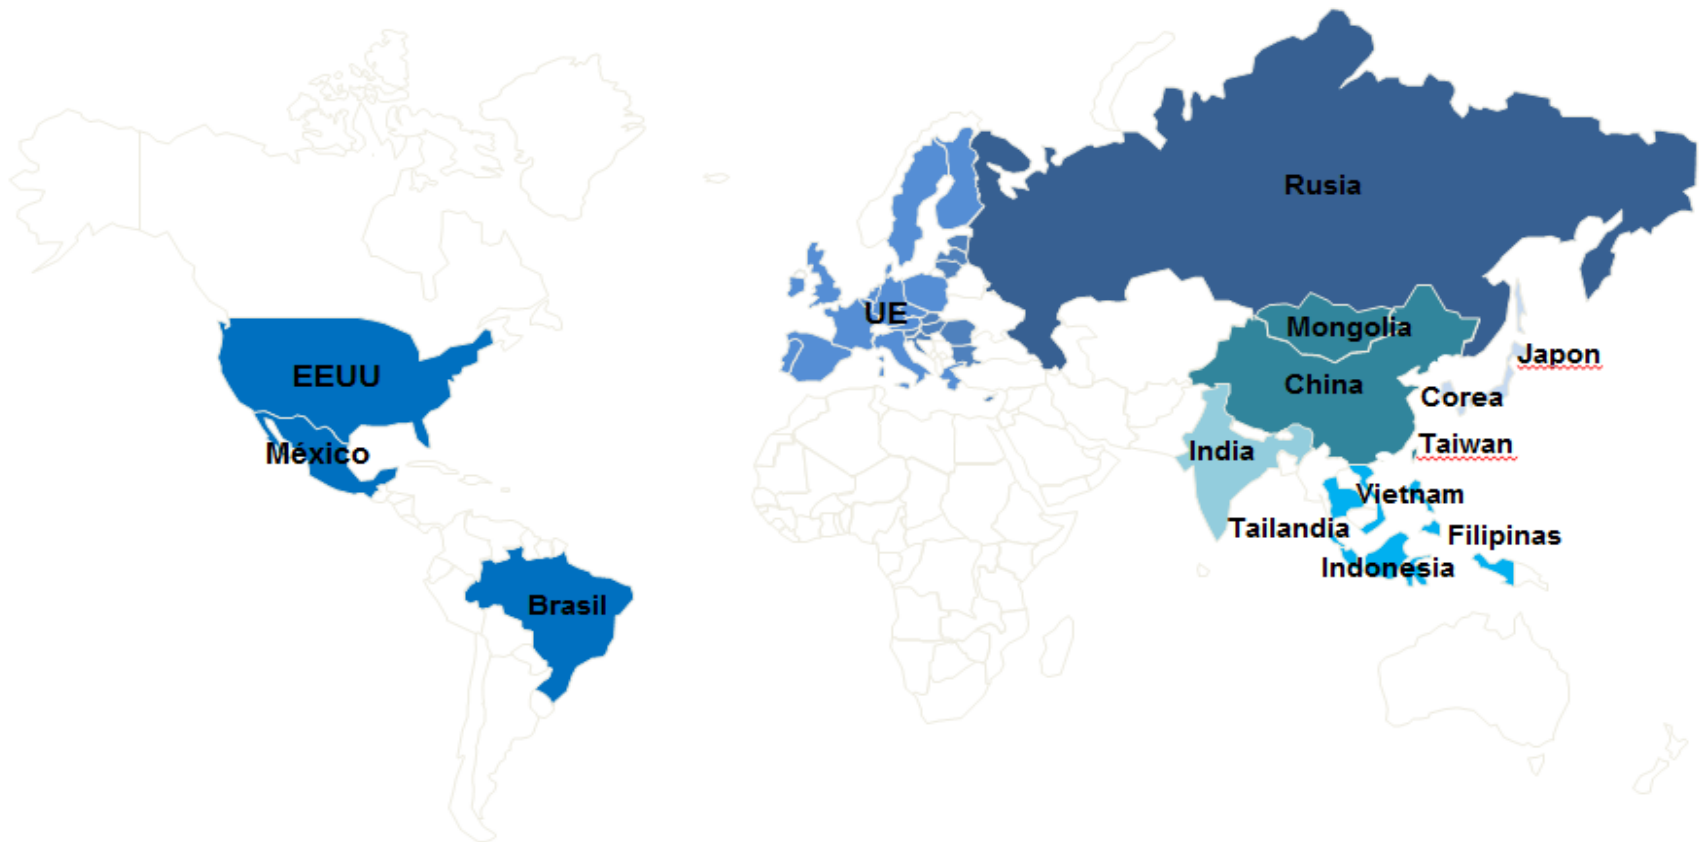 Rusia
UE
Mongolia
Japon
EEUU
China
Corea
Taiwan
México
India
Vietnam
Tailandia
Filipinas
Indonesia
Brasil